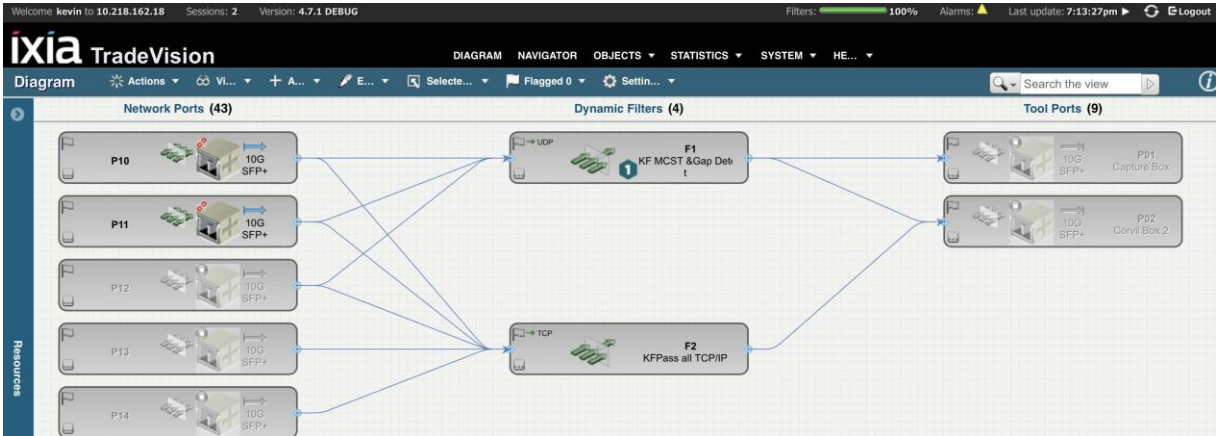 Welcome kevin to 10.218.162.18 Sessions: 2 Version: 4.7.1 DEBUG Filters: 100% Alarms: Last update: 7:13:27pm Logout
ixia TradeVision
DIAGRAM NAVIGATOR OBJECTS STATISTICS SYSTEM HE...
Diagram Actions Vi... + A... E... Selecte... Flagged 0 Settin... Search the view
Network Ports (43) Dynamic Filters (4) Tool Ports (9)
P10 10G SFP+
P11 10G SFP+
P12 10G SFP+
P13 10G SFP+
P14 10G SFP+
UDP
F1
KF MCST &Gap Det
t
1
TCP
F2
KFPass all TCP/IP
10G SFP+ P01
Capture Box
10G SFP+ P02
Corvil Box 2
Resources